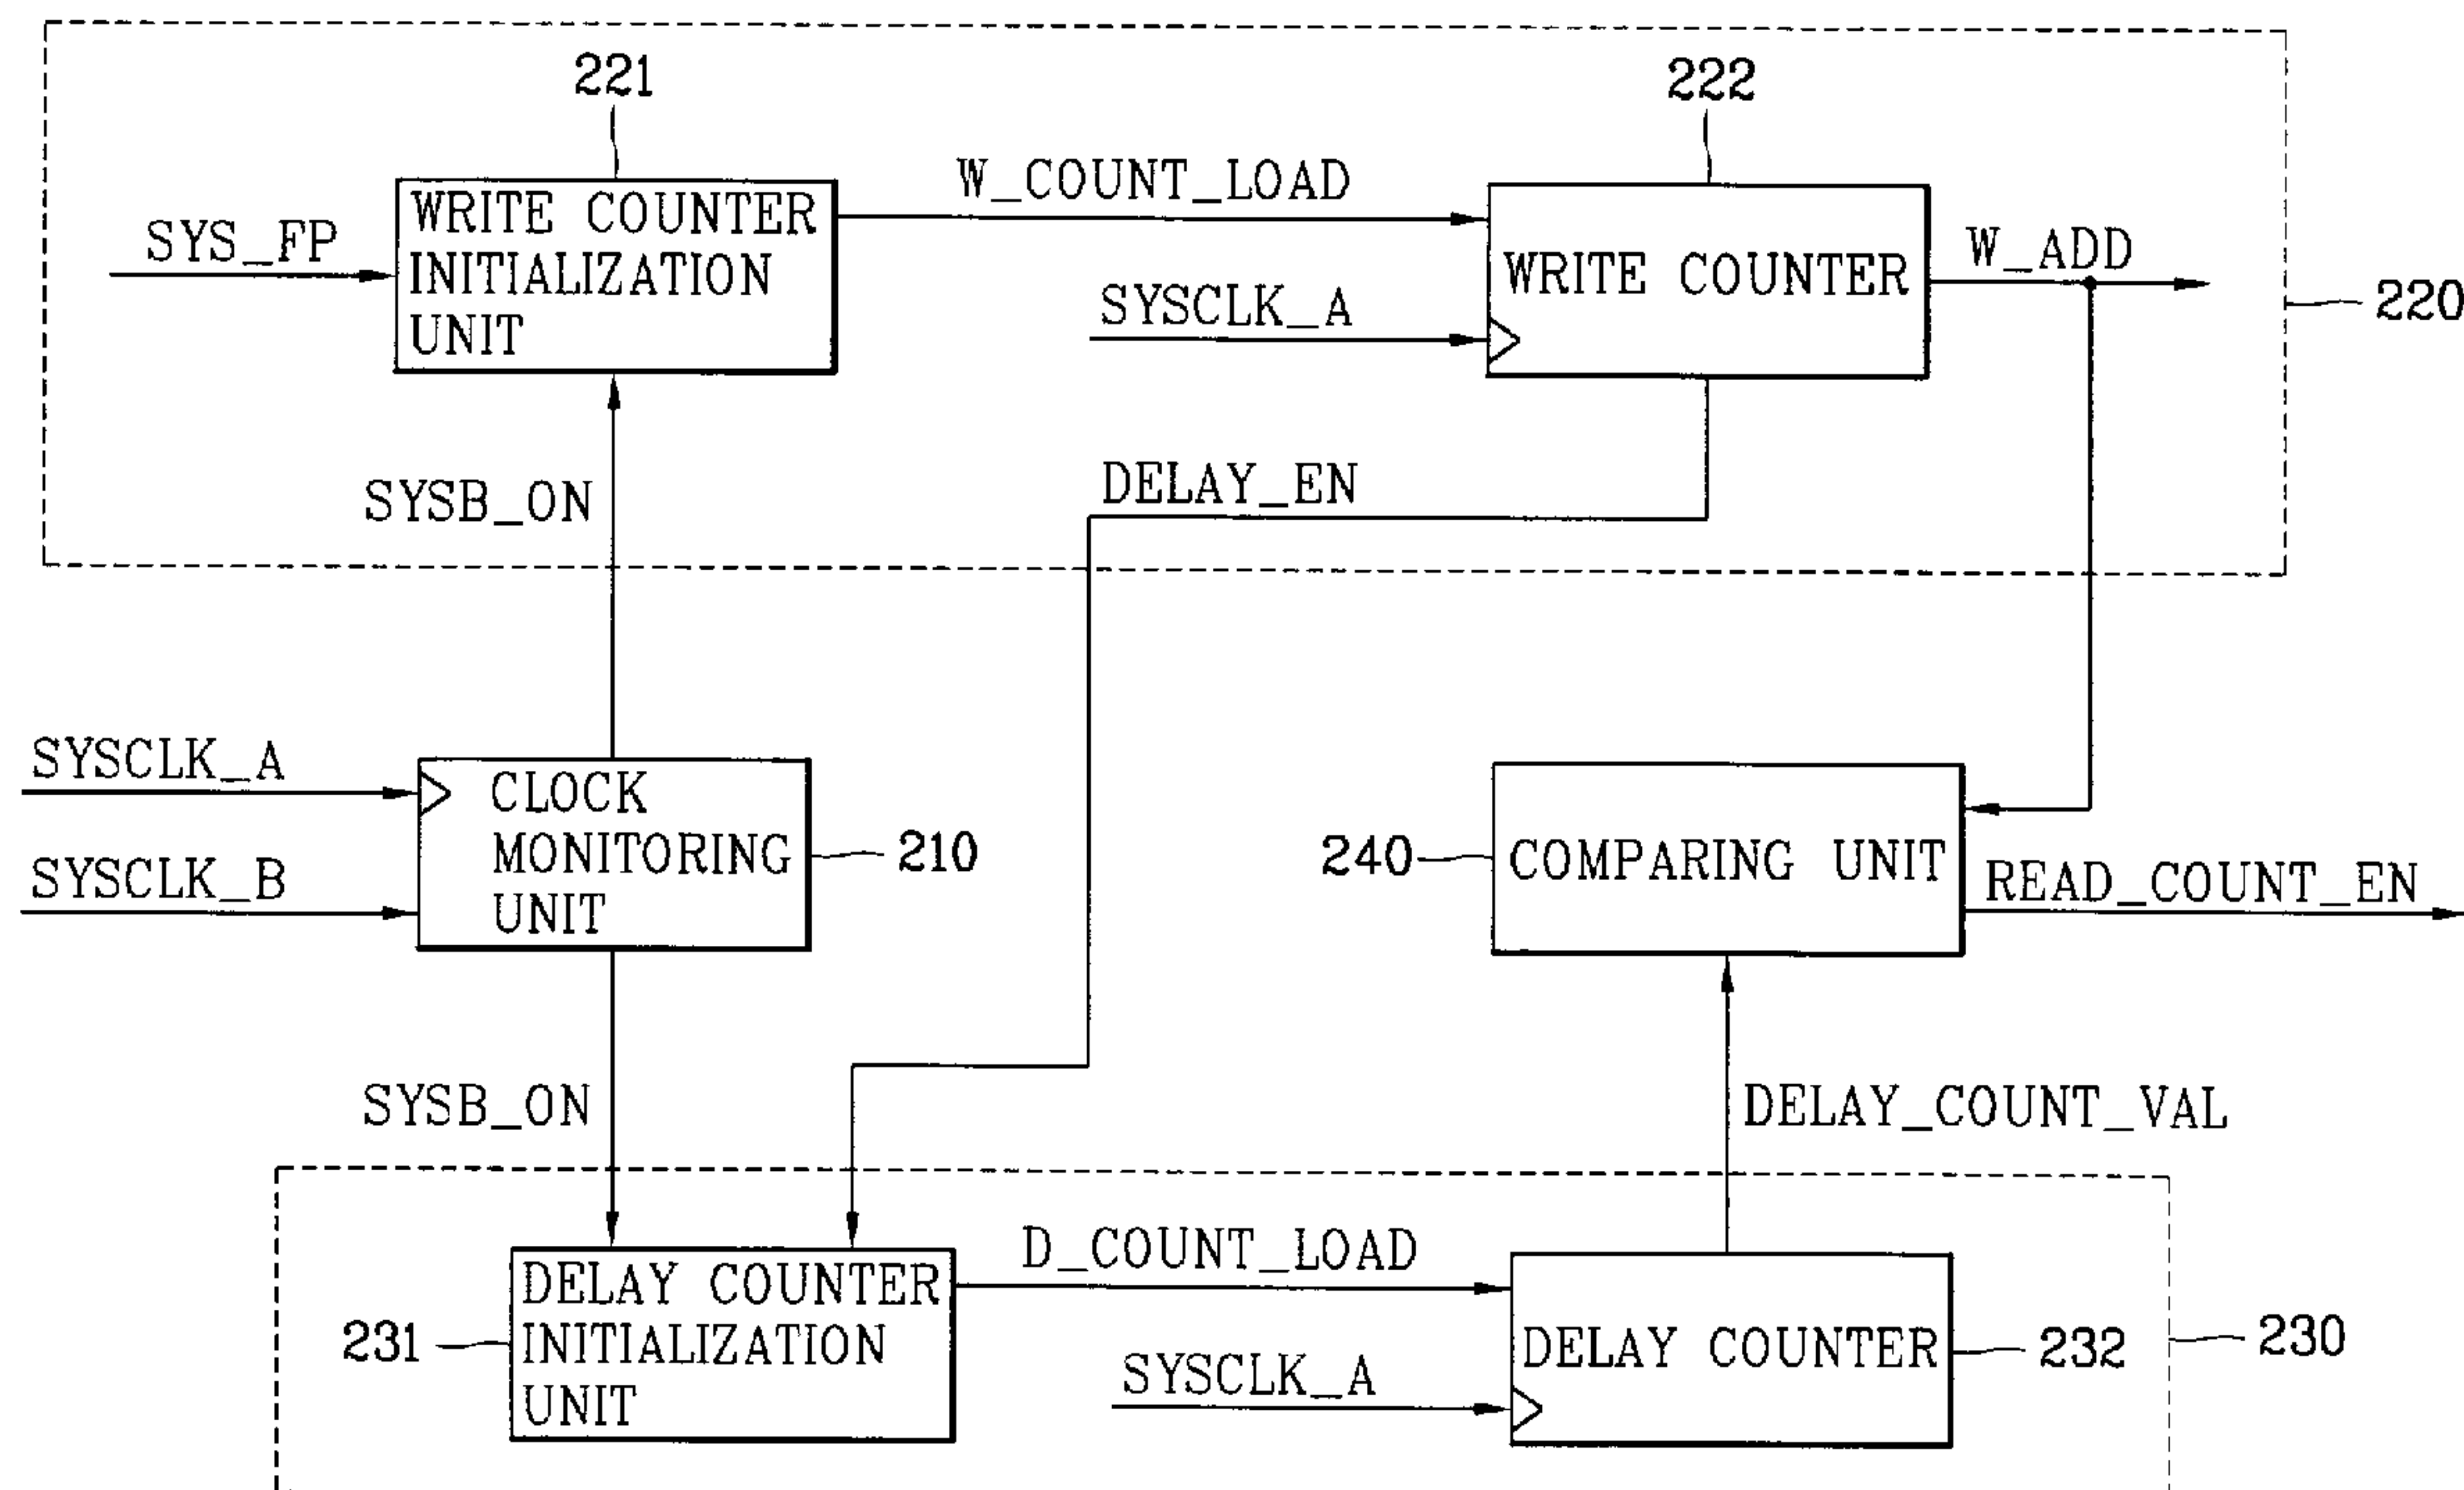 221
222
W_COUNT_LOAD
SYS_FP
WRITE COUNTER
INITIALIZATION
UNIT
SYSCLK_A
WRITE COUNTER
W_ADD
220
SYSB_ON
DELAY_EN
SYSCLK_A
SYSCLK_B
CLOCK
MONITORING
UNIT
210
240
COMPARING UNIT
READ_COUNT_EN
SYSB_ON
DELAY_COUNT_VAL
231
DELAY COUNTER
INITIALIZATION
UNIT
D_COUNT_LOAD
SYSCLK_A
DELAY COUNTER
232
230